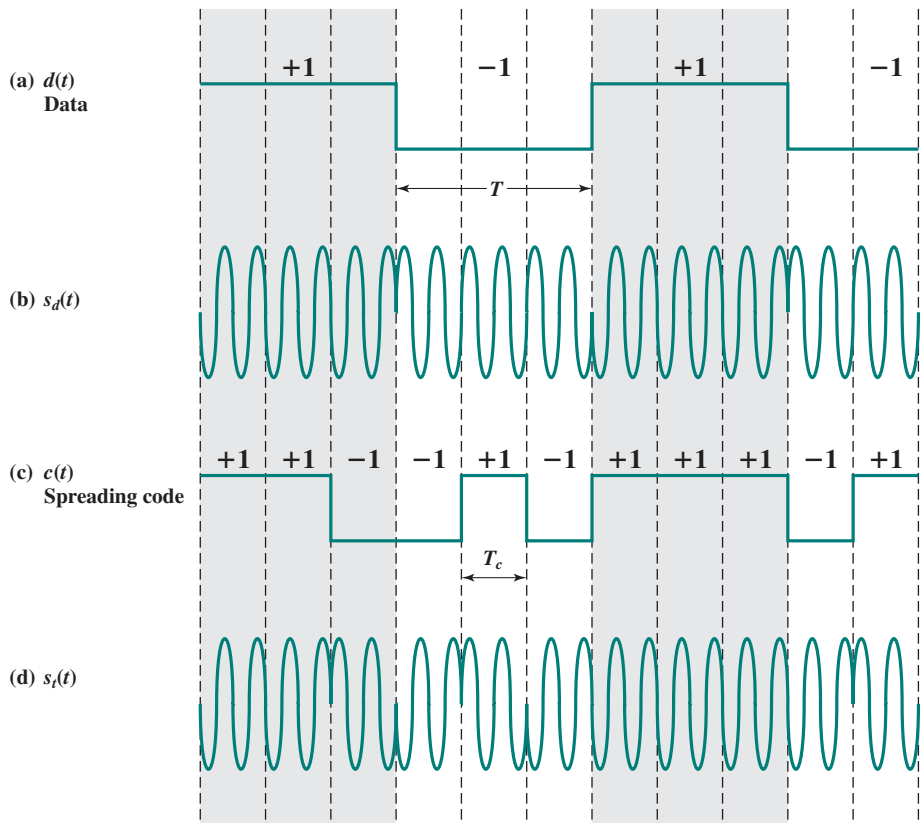 +1 −1 +1 −1
(a) d(t)
Data
T
(b) s_d(t)
+1 +1 −1 −1 +1 −1 +1 +1 +1 −1 +1
(c) c(t)
Spreading code
T_c
(d) s_t(t)